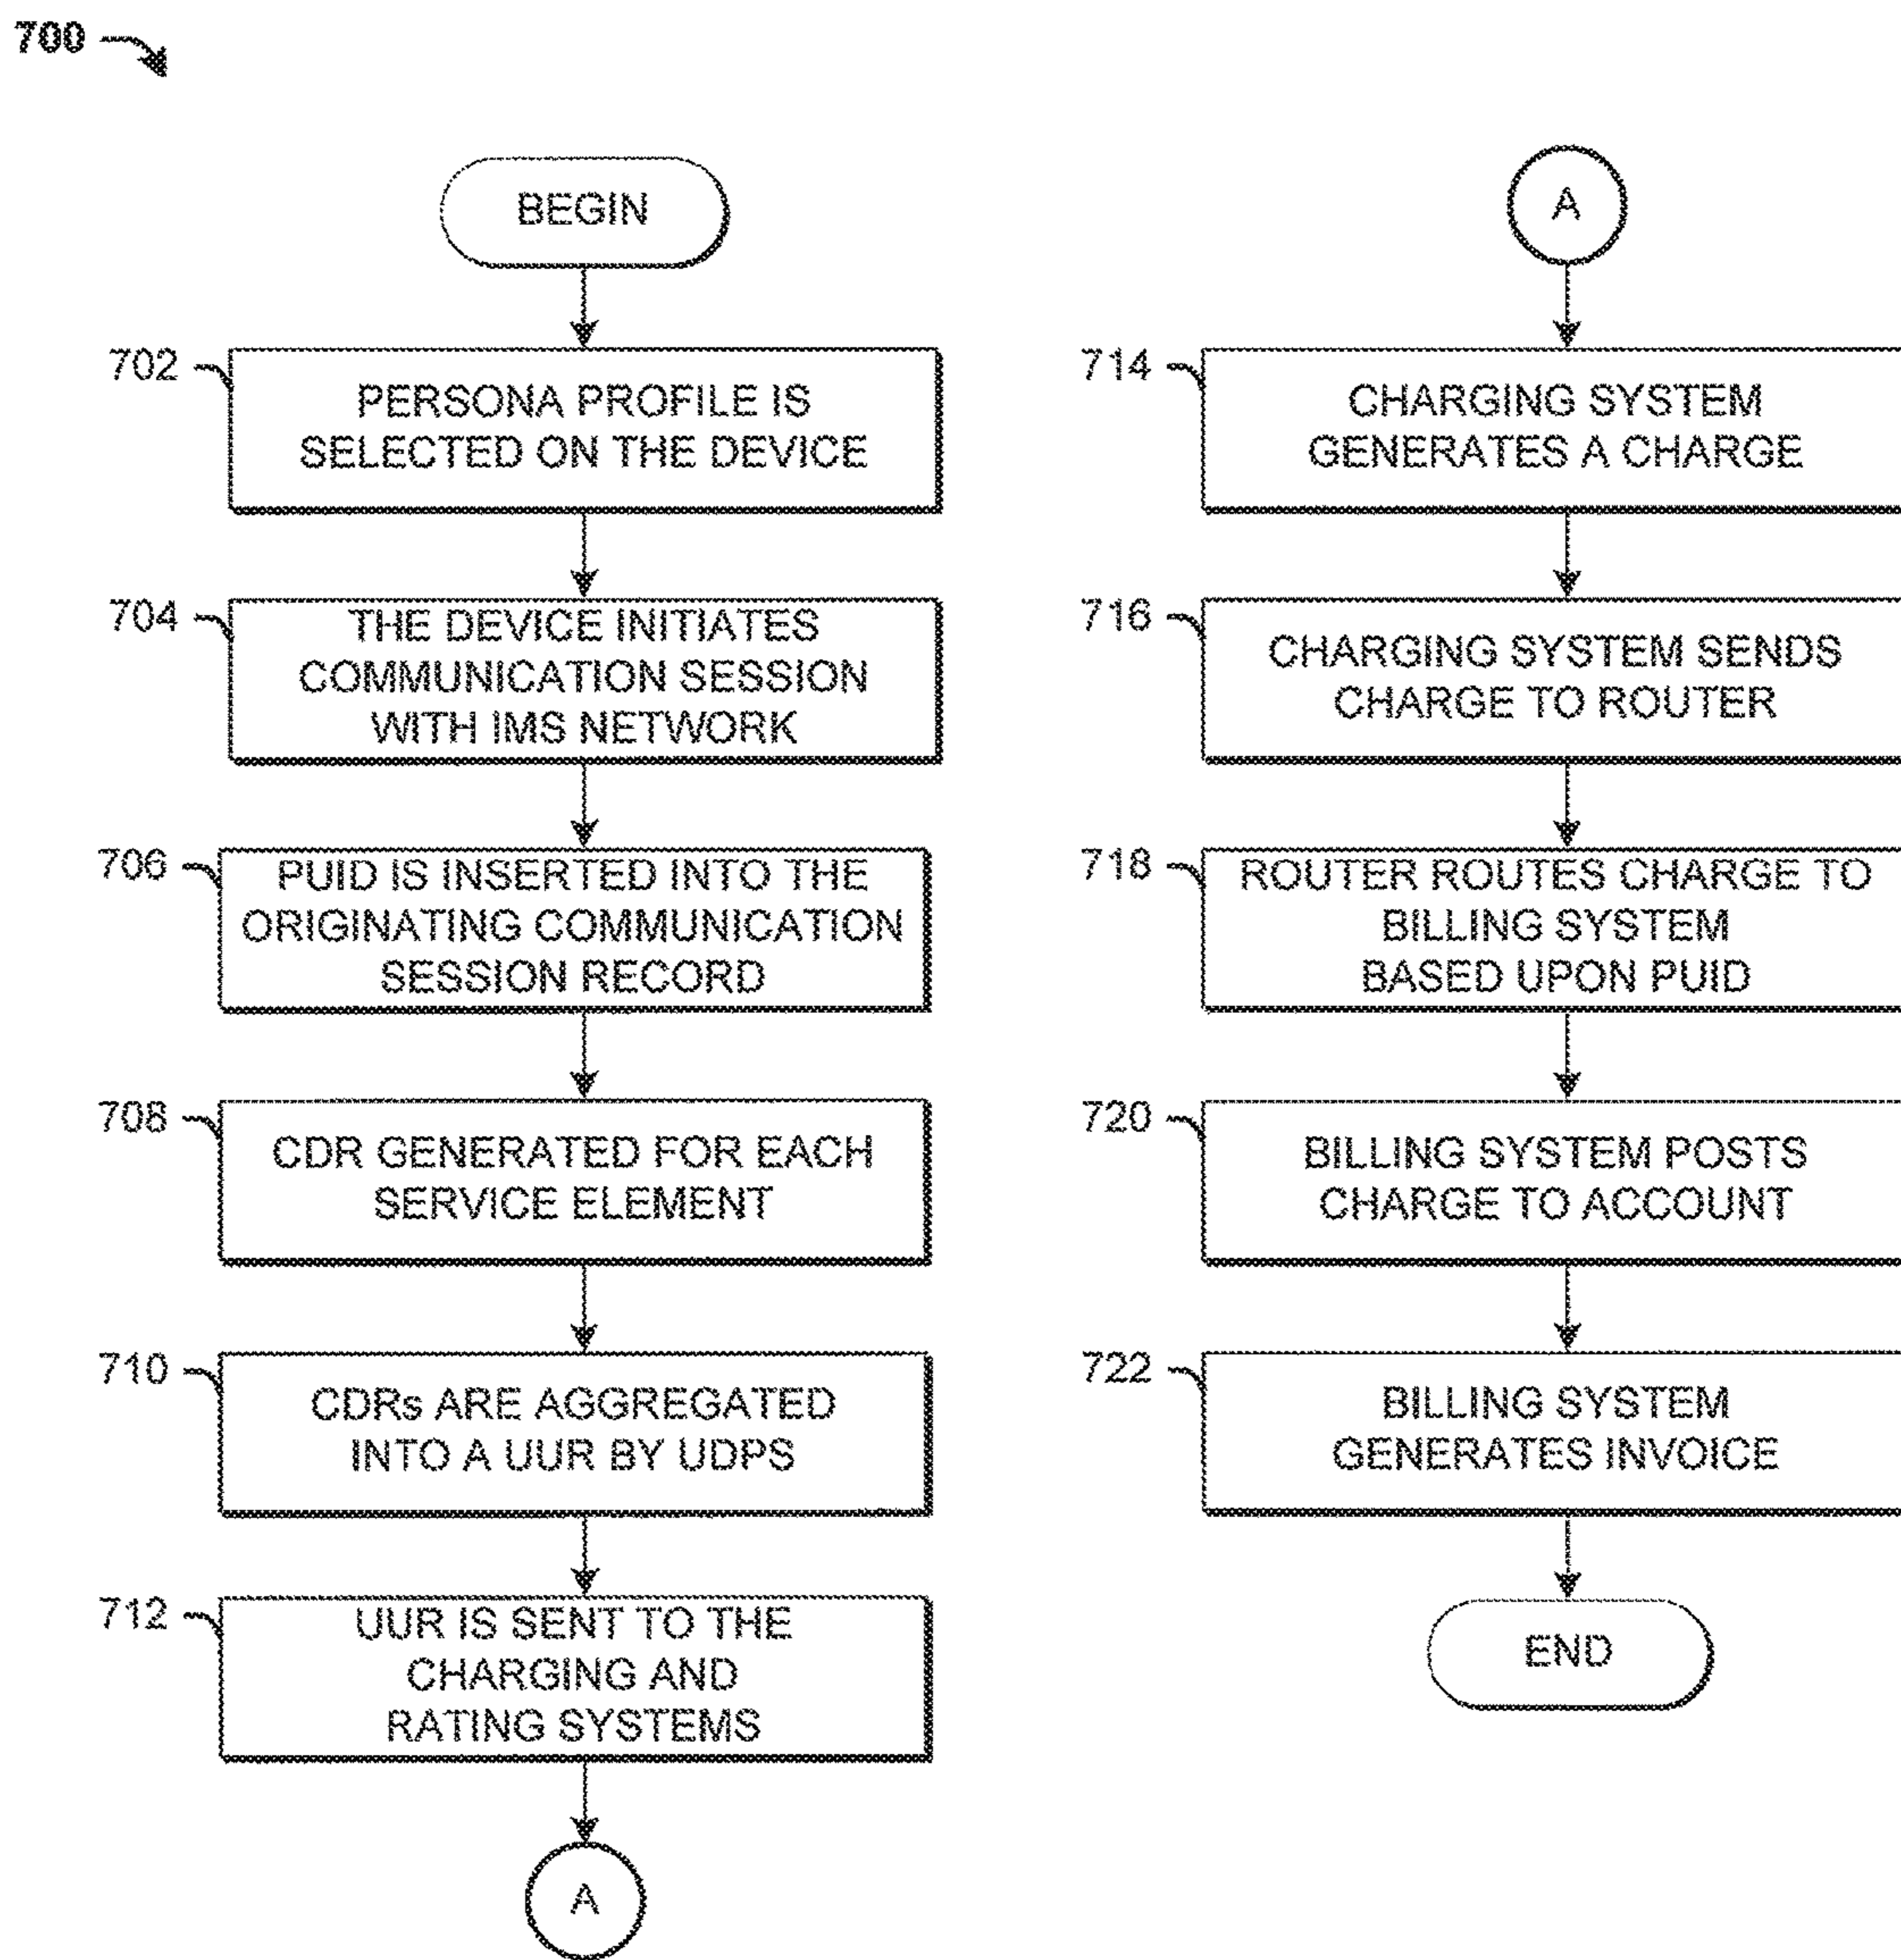 700
BEGIN
702
PERSONA PROFILE IS
SELECTED ON THE DEVICE
704
THE DEVICE INITIATES
COMMUNICATION SESSION
WITH IMS NETWORK
706
PUID IS INSERTED INTO THE
ORIGINATING COMMUNICATION
SESSION RECORD
708
CDR GENERATED FOR EACH
SERVICE ELEMENT
710
CDRs ARE AGGREGATED
INTO A UUR BY UDPS
712
UUR IS SENT TO THE
CHARGING AND
RATING SYSTEMS
A
A
714
CHARGING SYSTEM
GENERATES A CHARGE
716
CHARGING SYSTEM SENDS
CHARGE TO ROUTER
718
ROUTER ROUTES CHARGE TO
BILLING SYSTEM
BASED UPON PUID
720
BILLING SYSTEM POSTS
CHARGE TO ACCOUNT
722
BILLING SYSTEM
GENERATES INVOICE
END